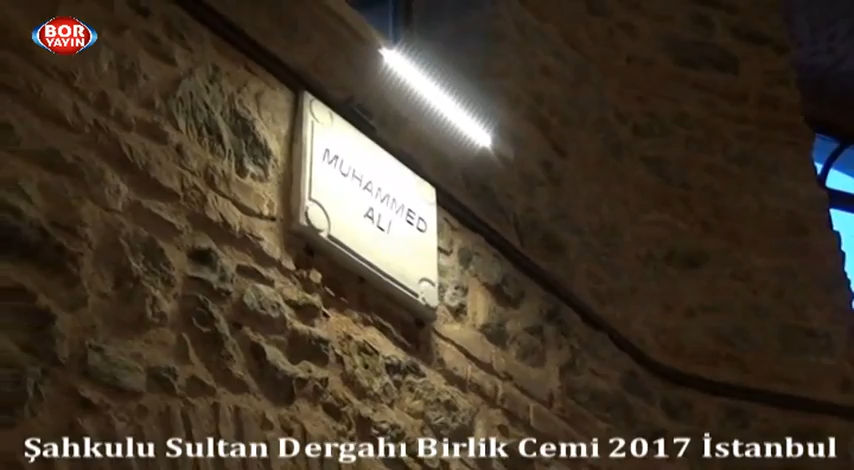 BOR
YAYIN
MUHAMMED
ALİ
Şahkulu Sultan Dergahı Birlik Cemi 2017 İstanbul